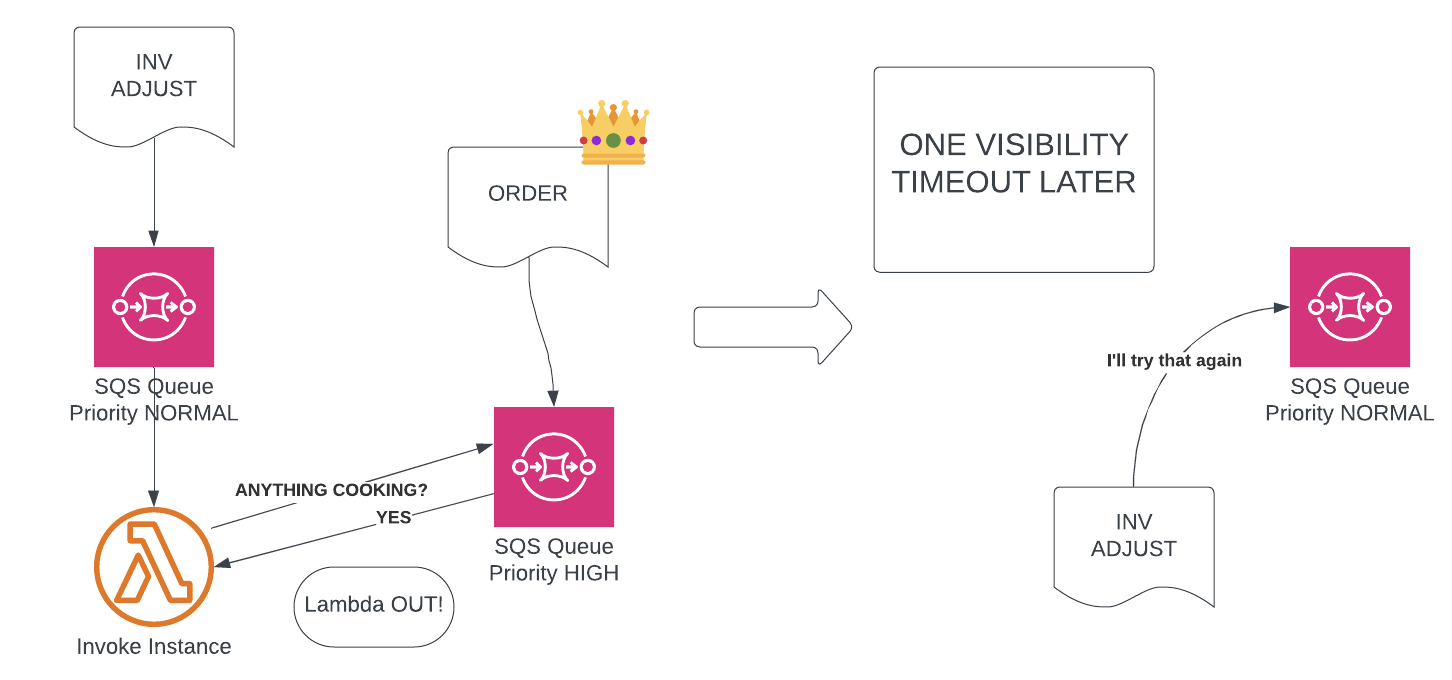 INV
ADJUST
ORDER
SQS Queue
Priority NORMAL
ANYTHING COOKING?
YES
SQS Queue
Priority HIGH
Lambda OUT!
Invoke Instance
ONE VISIBILITY
TIMEOUT LATER
I'll try that again
SQS Queue
Priority NORMAL
INV
ADJUST